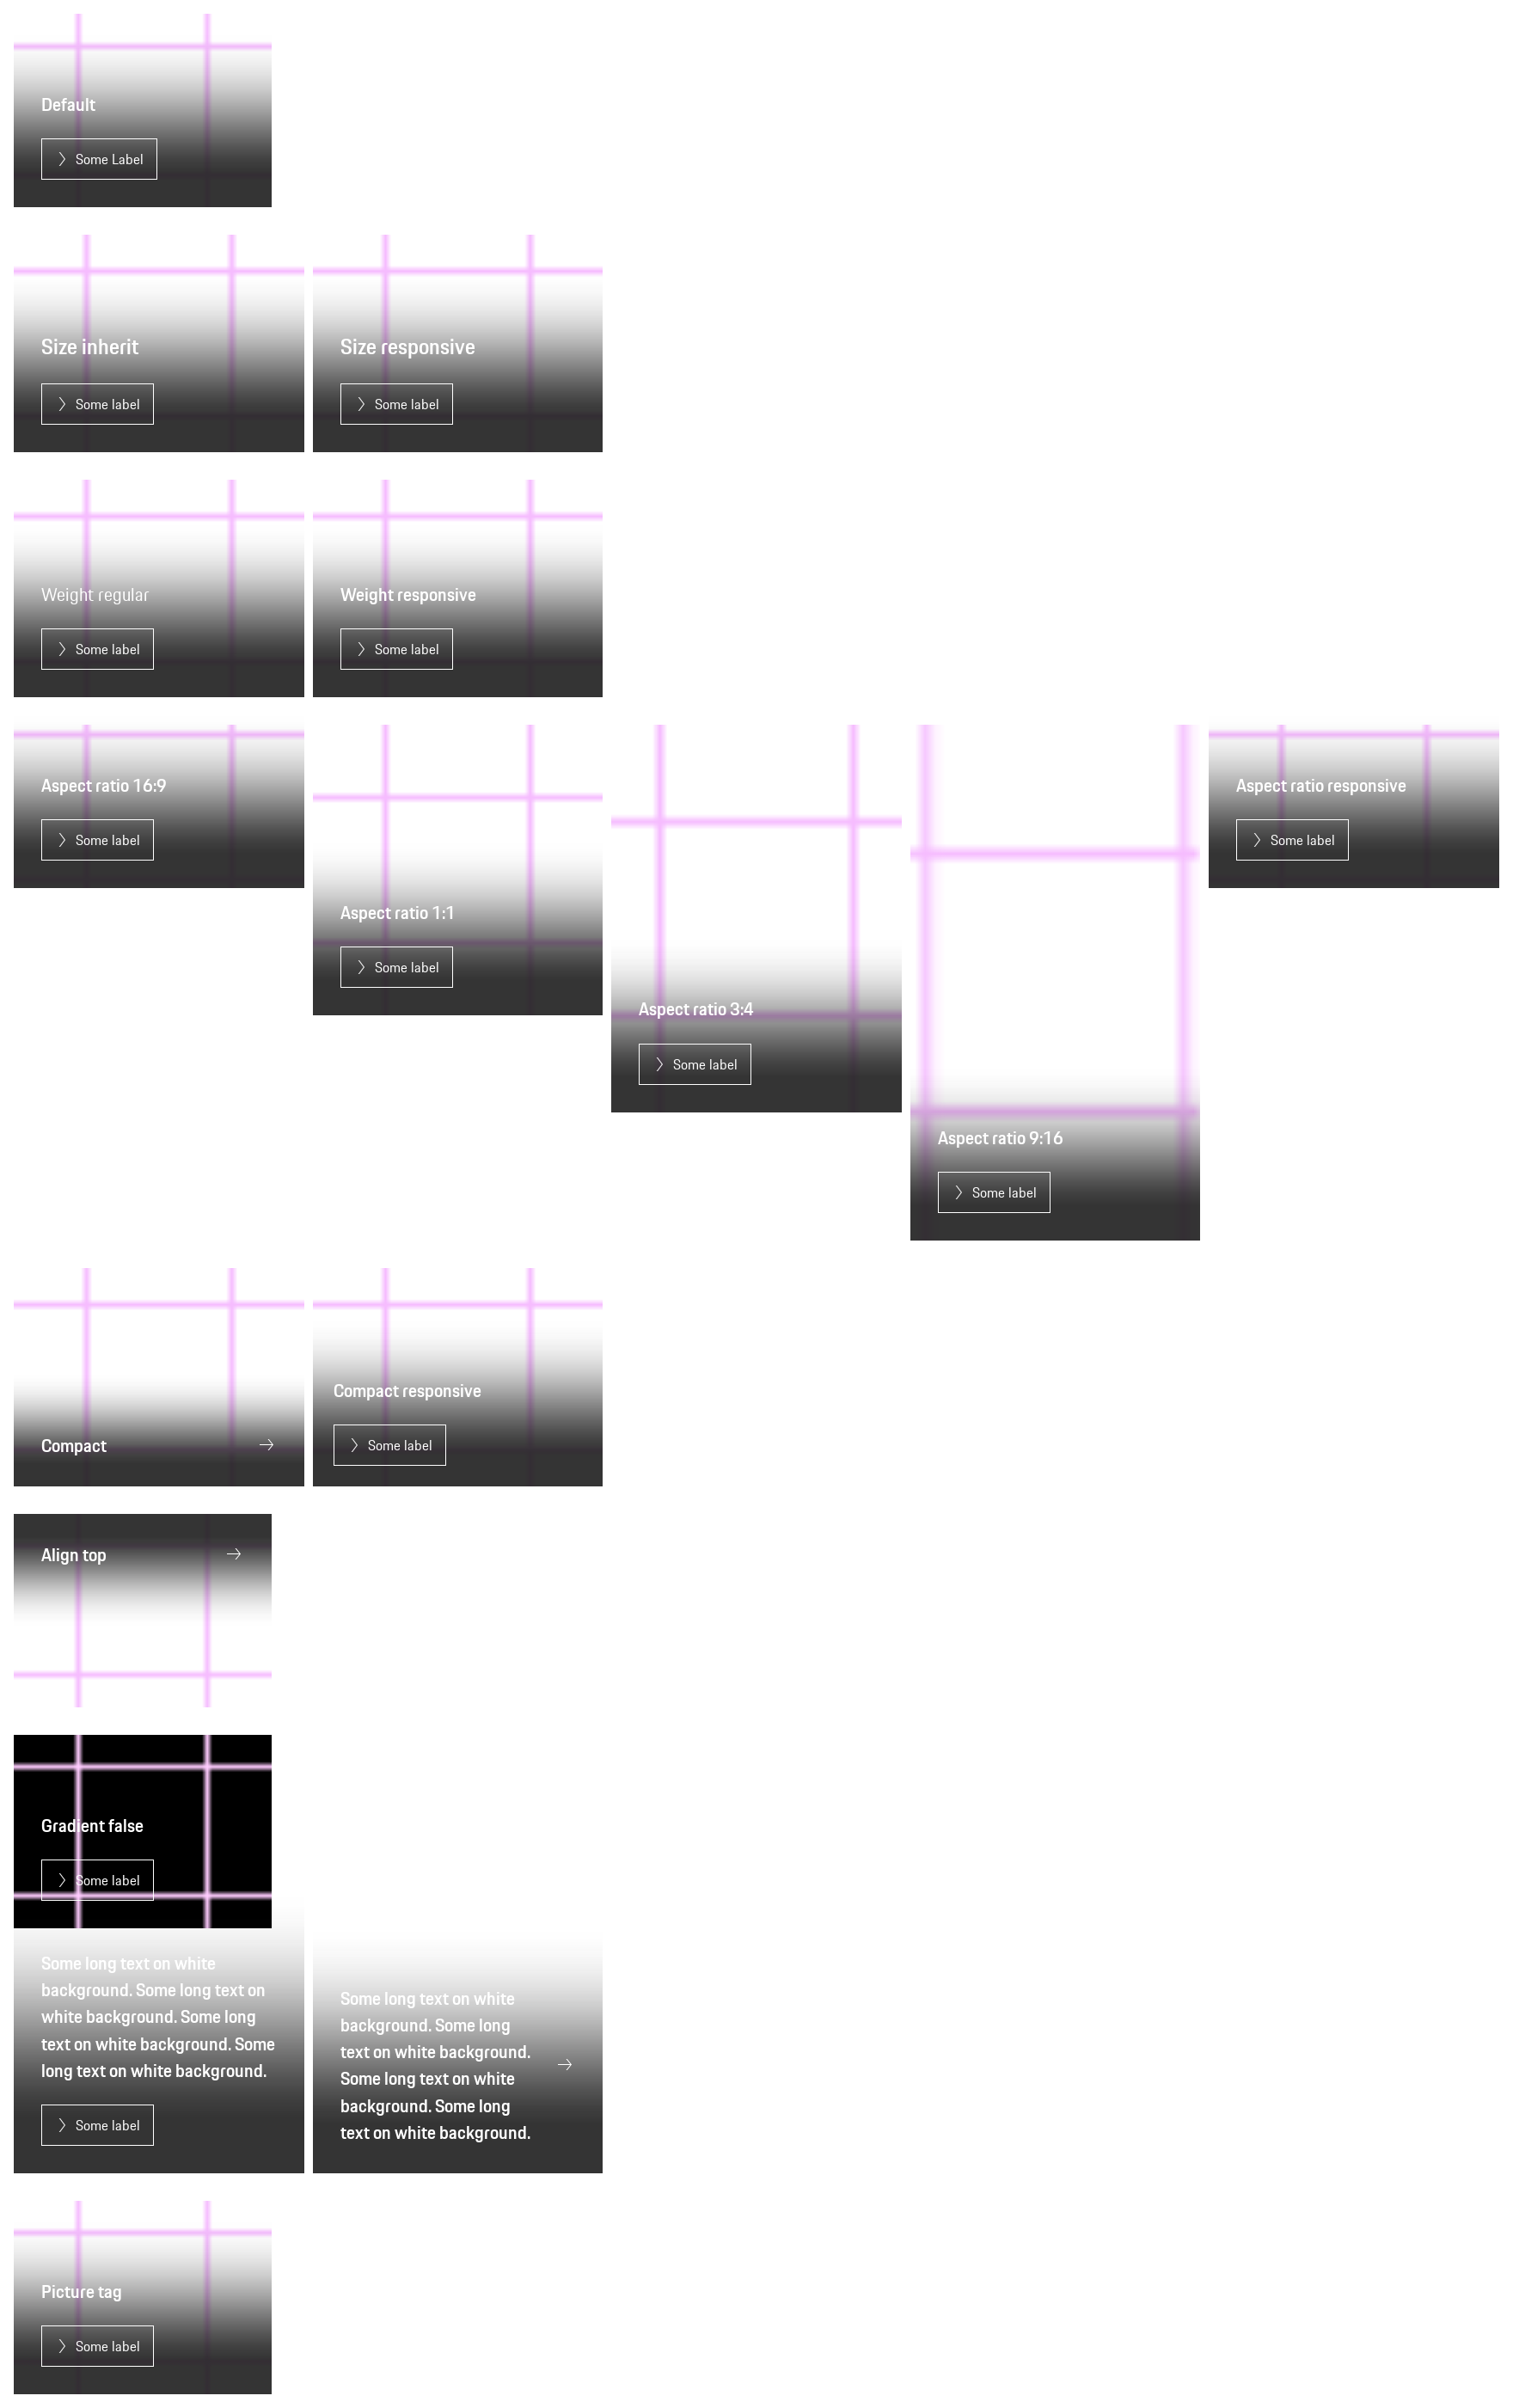 Default
Some Label
Size inherit
Some label
Size responsive
Some label
Weight regular
Some label
Weight responsive
Some label
Aspect ratio 16:9
Some label
Aspect ratio 1:1
Some label
Aspect ratio 3:4
Some label
Aspect ratio 9:16
Some label
Aspect ratio responsive
Some label
Compact
Compact responsive
Some label
Align top
Gradient false
Some label
Some long text on white
background. Some long text on
white background. Some long
text on white background. Some
long text on white background.
Some label
Some long text on white
background. Some long
text on white background.
Some long text on white
background. Some long
text on white background.
Picture tag
Some label